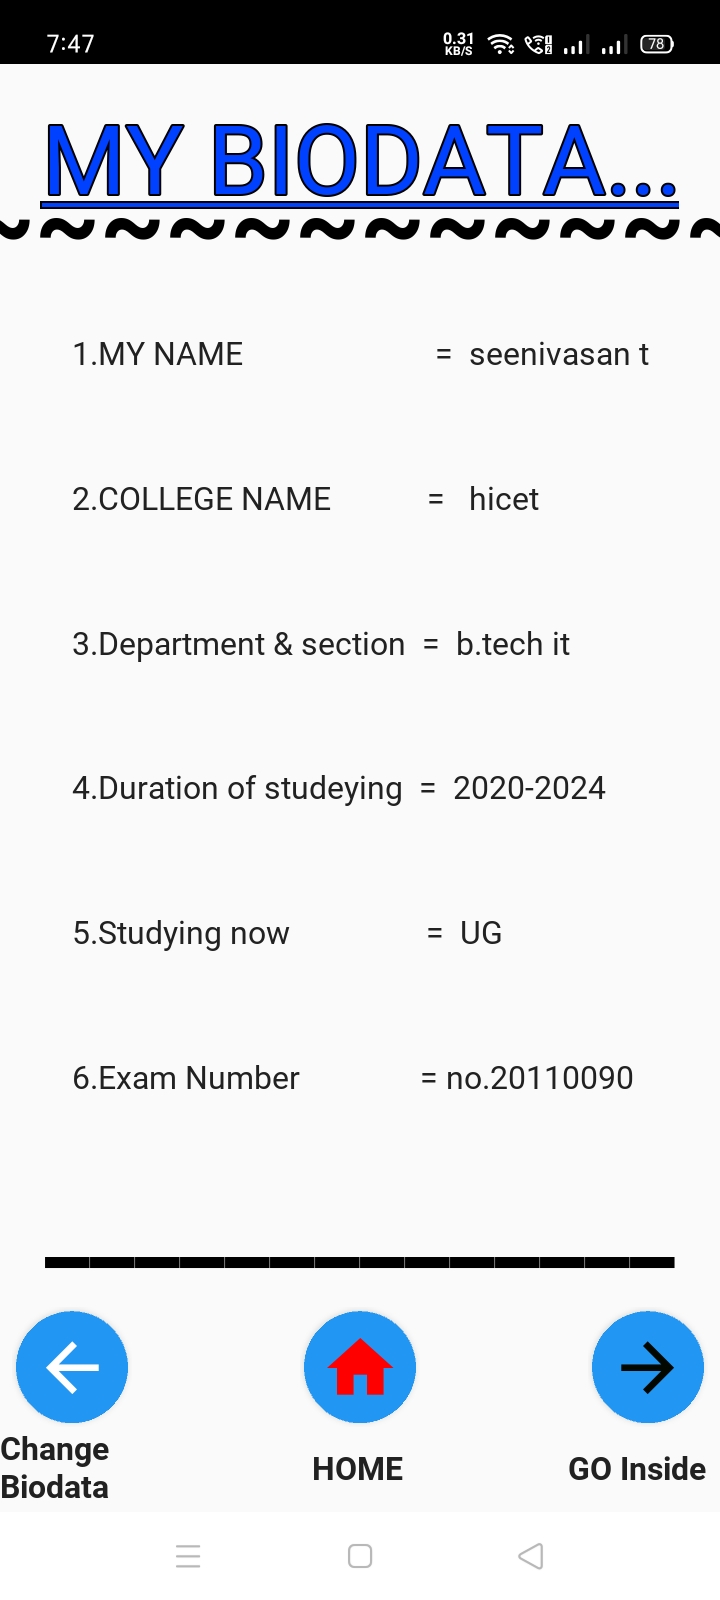 7:47 0.31 KB/S 78
MY BIODATA...
~~~~~~~~~~~~
1.MY NAME = seenivasan t
2.COLLEGE NAME = hicet
3.Department & section = b.tech it
4.Duration of studeying = 2020-2024
5.Studying now = UG
6.Exam Number = no.20110090
Change
Biodata
HOME
GO Inside